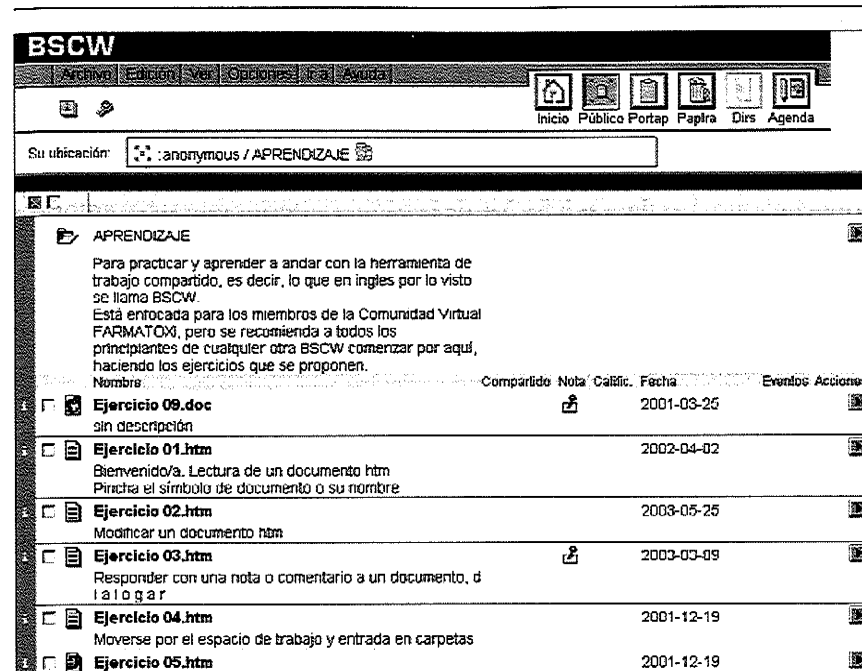 BSCW
Archivo Edición Ver Opciones Ir a Ayuda
Inicio Público Portap Paplra Dirs Agenda
Su ubicación: :anonymous / APRENDIZAJE
APRENDIZAJE
Para practicar y aprender a andar con la herramienta de
trabajo compartido, es decir, lo que en ingles por lo visto
se llama BSCW.
Está enfocada para los miembros de la Comunidad Virtual
FARMATOXI, pero se recomienda a todos los
principiantes de cualquier otra BSCW comenzar por aquí,
haciendo los ejercicios que se proponen.
Nombre Compartido Nota Calific. Fecha Eventos Accione
Ejercicio 09.doc 2001-03-25
sin descripción
Ejercicio 01.htm 2002-04-02
Bienvenido/a. Lectura de un documento htm
Pincha el símbolo de documento o su nombre
Ejercicio 02.htm 2003-05-25
Modificar un documento htm
Ejercicio 03.htm 2003-03-09
Responder con una nota o comentario a un documento, d
i a l o g a r
Ejercicio 04.htm 2001-12-19
Moverse por el espacio de trabajo y entrada en carpetas
Ejercicio 05.htm 2001-12-19